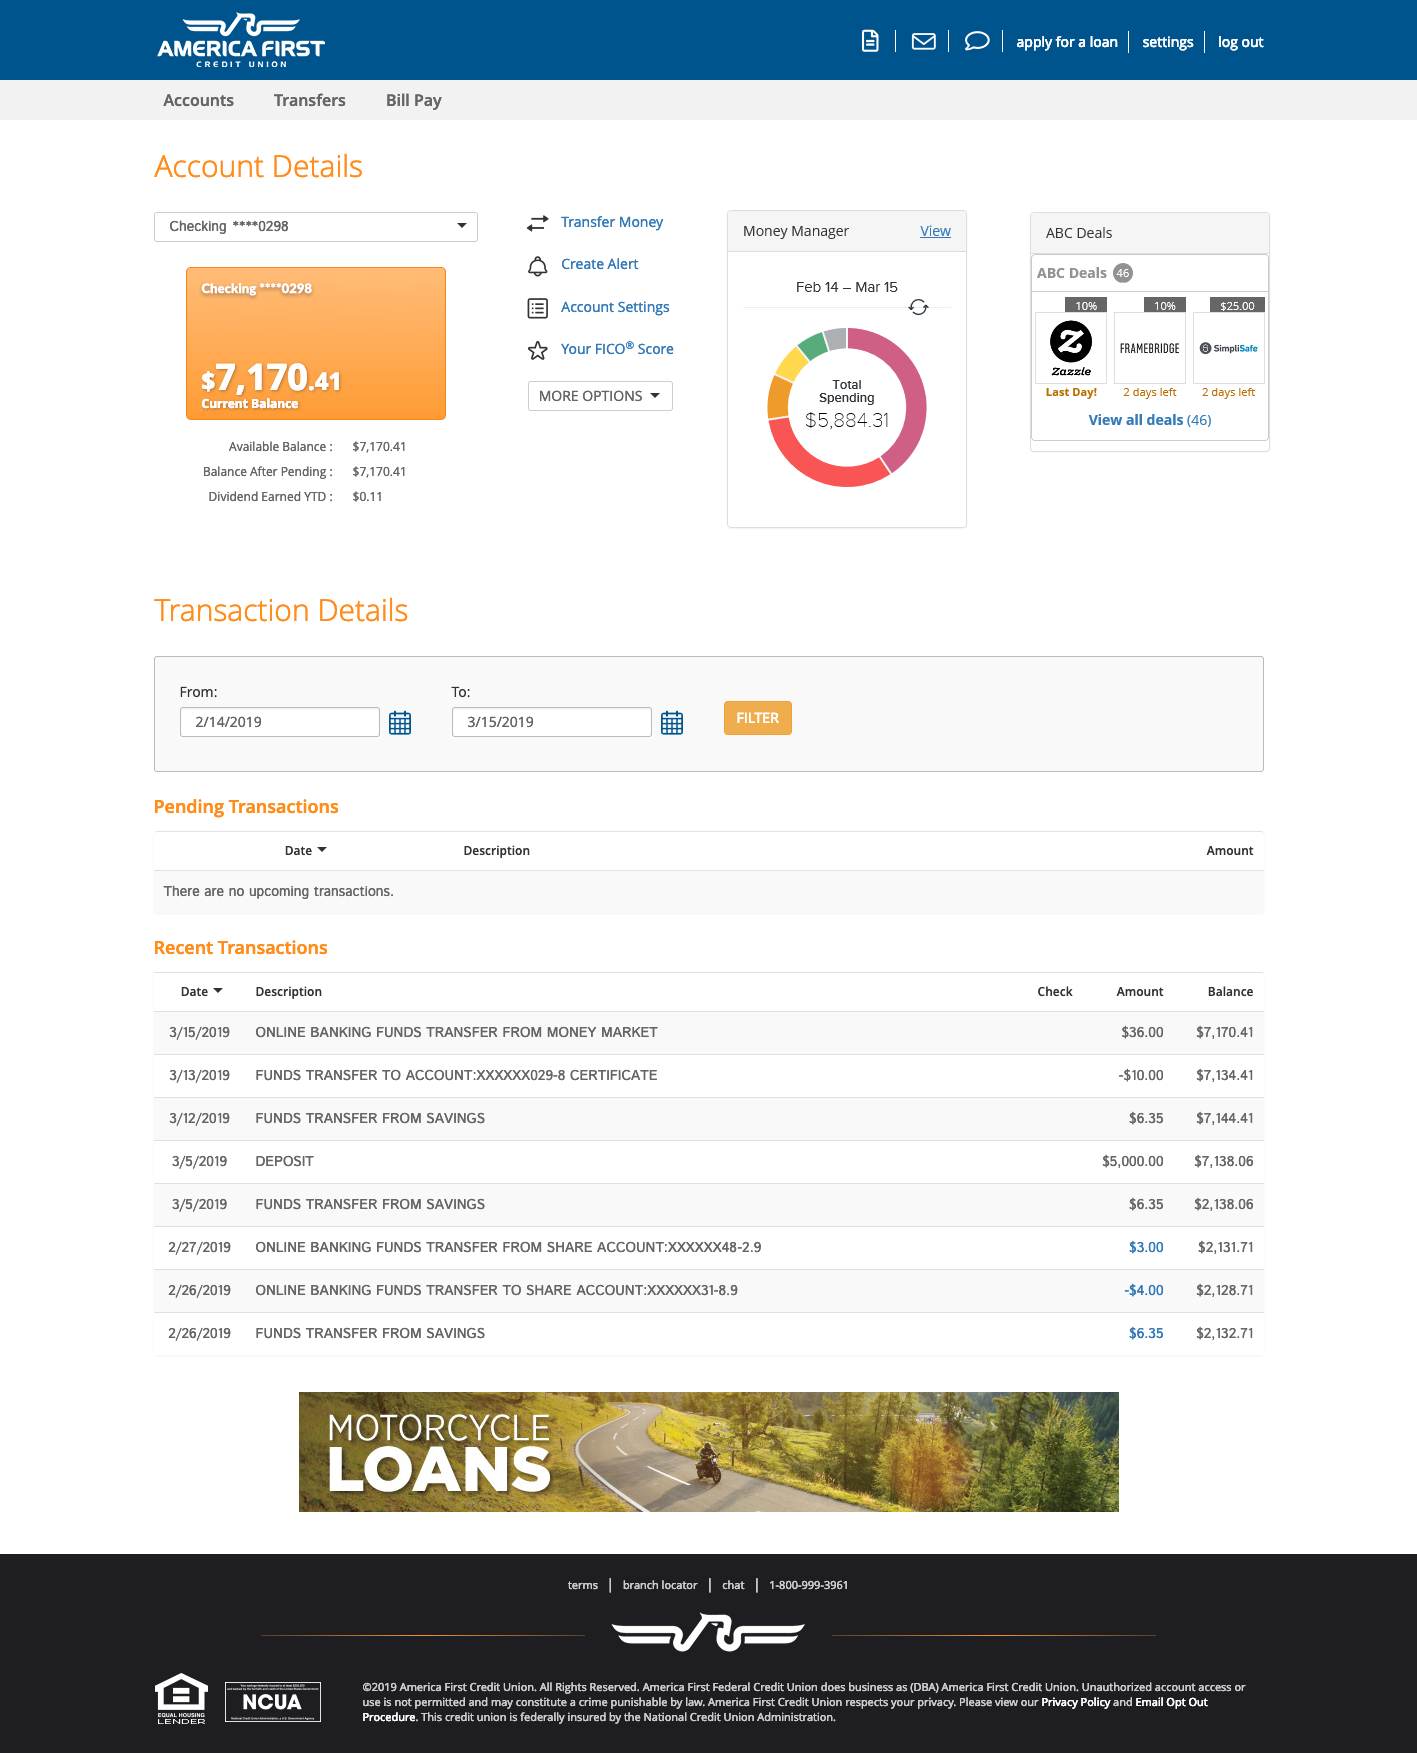 AMERICA FIRST
CREDIT UNION
apply for a loan
settings
log out
Accounts
Transfers
Bill Pay
Account Details
Checking ****0298
Checking ****0298
$7,170.41
Current Balance
Available Balance : $7,170.41
Balance After Pending : $7,170.41
Dividend Earned YTD : $0.11
Transfer Money
Create Alert
Account Settings
Your FICO® Score
MORE OPTIONS
Money Manager View
Feb 14 – Mar 15
Total
Spending
$5,884.31
ABC Deals
ABC Deals 46
10% 10% $25.00
Z
Zazzle FRAMEBRIDGE SimpliSafe
Last Day! 2 days left 2 days left
View all deals (46)
Transaction Details
From: To:
2/14/2019 3/15/2019 FILTER
Pending Transactions
Date Description Amount
There are no upcoming transactions.
Recent Transactions
Date Description Check Amount Balance
3/15/2019 ONLINE BANKING FUNDS TRANSFER FROM MONEY MARKET $36.00 $7,170.41
3/13/2019 FUNDS TRANSFER TO ACCOUNT:XXXXXX029-8 CERTIFICATE -$10.00 $7,134.41
3/12/2019 FUNDS TRANSFER FROM SAVINGS $6.35 $7,144.41
3/5/2019 DEPOSIT $5,000.00 $7,138.06
3/5/2019 FUNDS TRANSFER FROM SAVINGS $6.35 $2,138.06
2/27/2019 ONLINE BANKING FUNDS TRANSFER FROM SHARE ACCOUNT:XXXXXX48-2.9 $3.00 $2,131.71
2/26/2019 ONLINE BANKING FUNDS TRANSFER TO SHARE ACCOUNT:XXXXXX31-8.9 -$4.00 $2,128.71
2/26/2019 FUNDS TRANSFER FROM SAVINGS $6.35 $2,132.71
MOTORCYCLE
LOANS
terms | branch locator | chat | 1-800-999-3961
EQUAL HOUSING
LENDER
NCUA
©2019 America First Credit Union. All Rights Reserved. America First Federal Credit Union does business as (DBA) America First Credit Union. Unauthorized account access or
use is not permitted and may constitute a crime punishable by law. America First Credit Union respects your privacy. Please view our Privacy Policy and Email Opt Out
Procedure. This credit union is federally insured by the National Credit Union Administration.